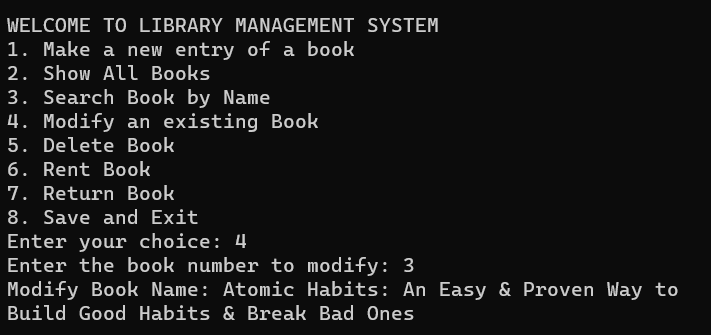 WELCOME TO LIBRARY MANAGEMENT SYSTEM
1. Make a new entry of a book
2. Show All Books
3. Search Book by Name
4. Modify an existing Book
5. Delete Book
6. Rent Book
7. Return Book
8. Save and Exit
Enter your choice: 4
Enter the book number to modify: 3
Modify Book Name: Atomic Habits: An Easy & Proven Way to
Build Good Habits & Break Bad Ones